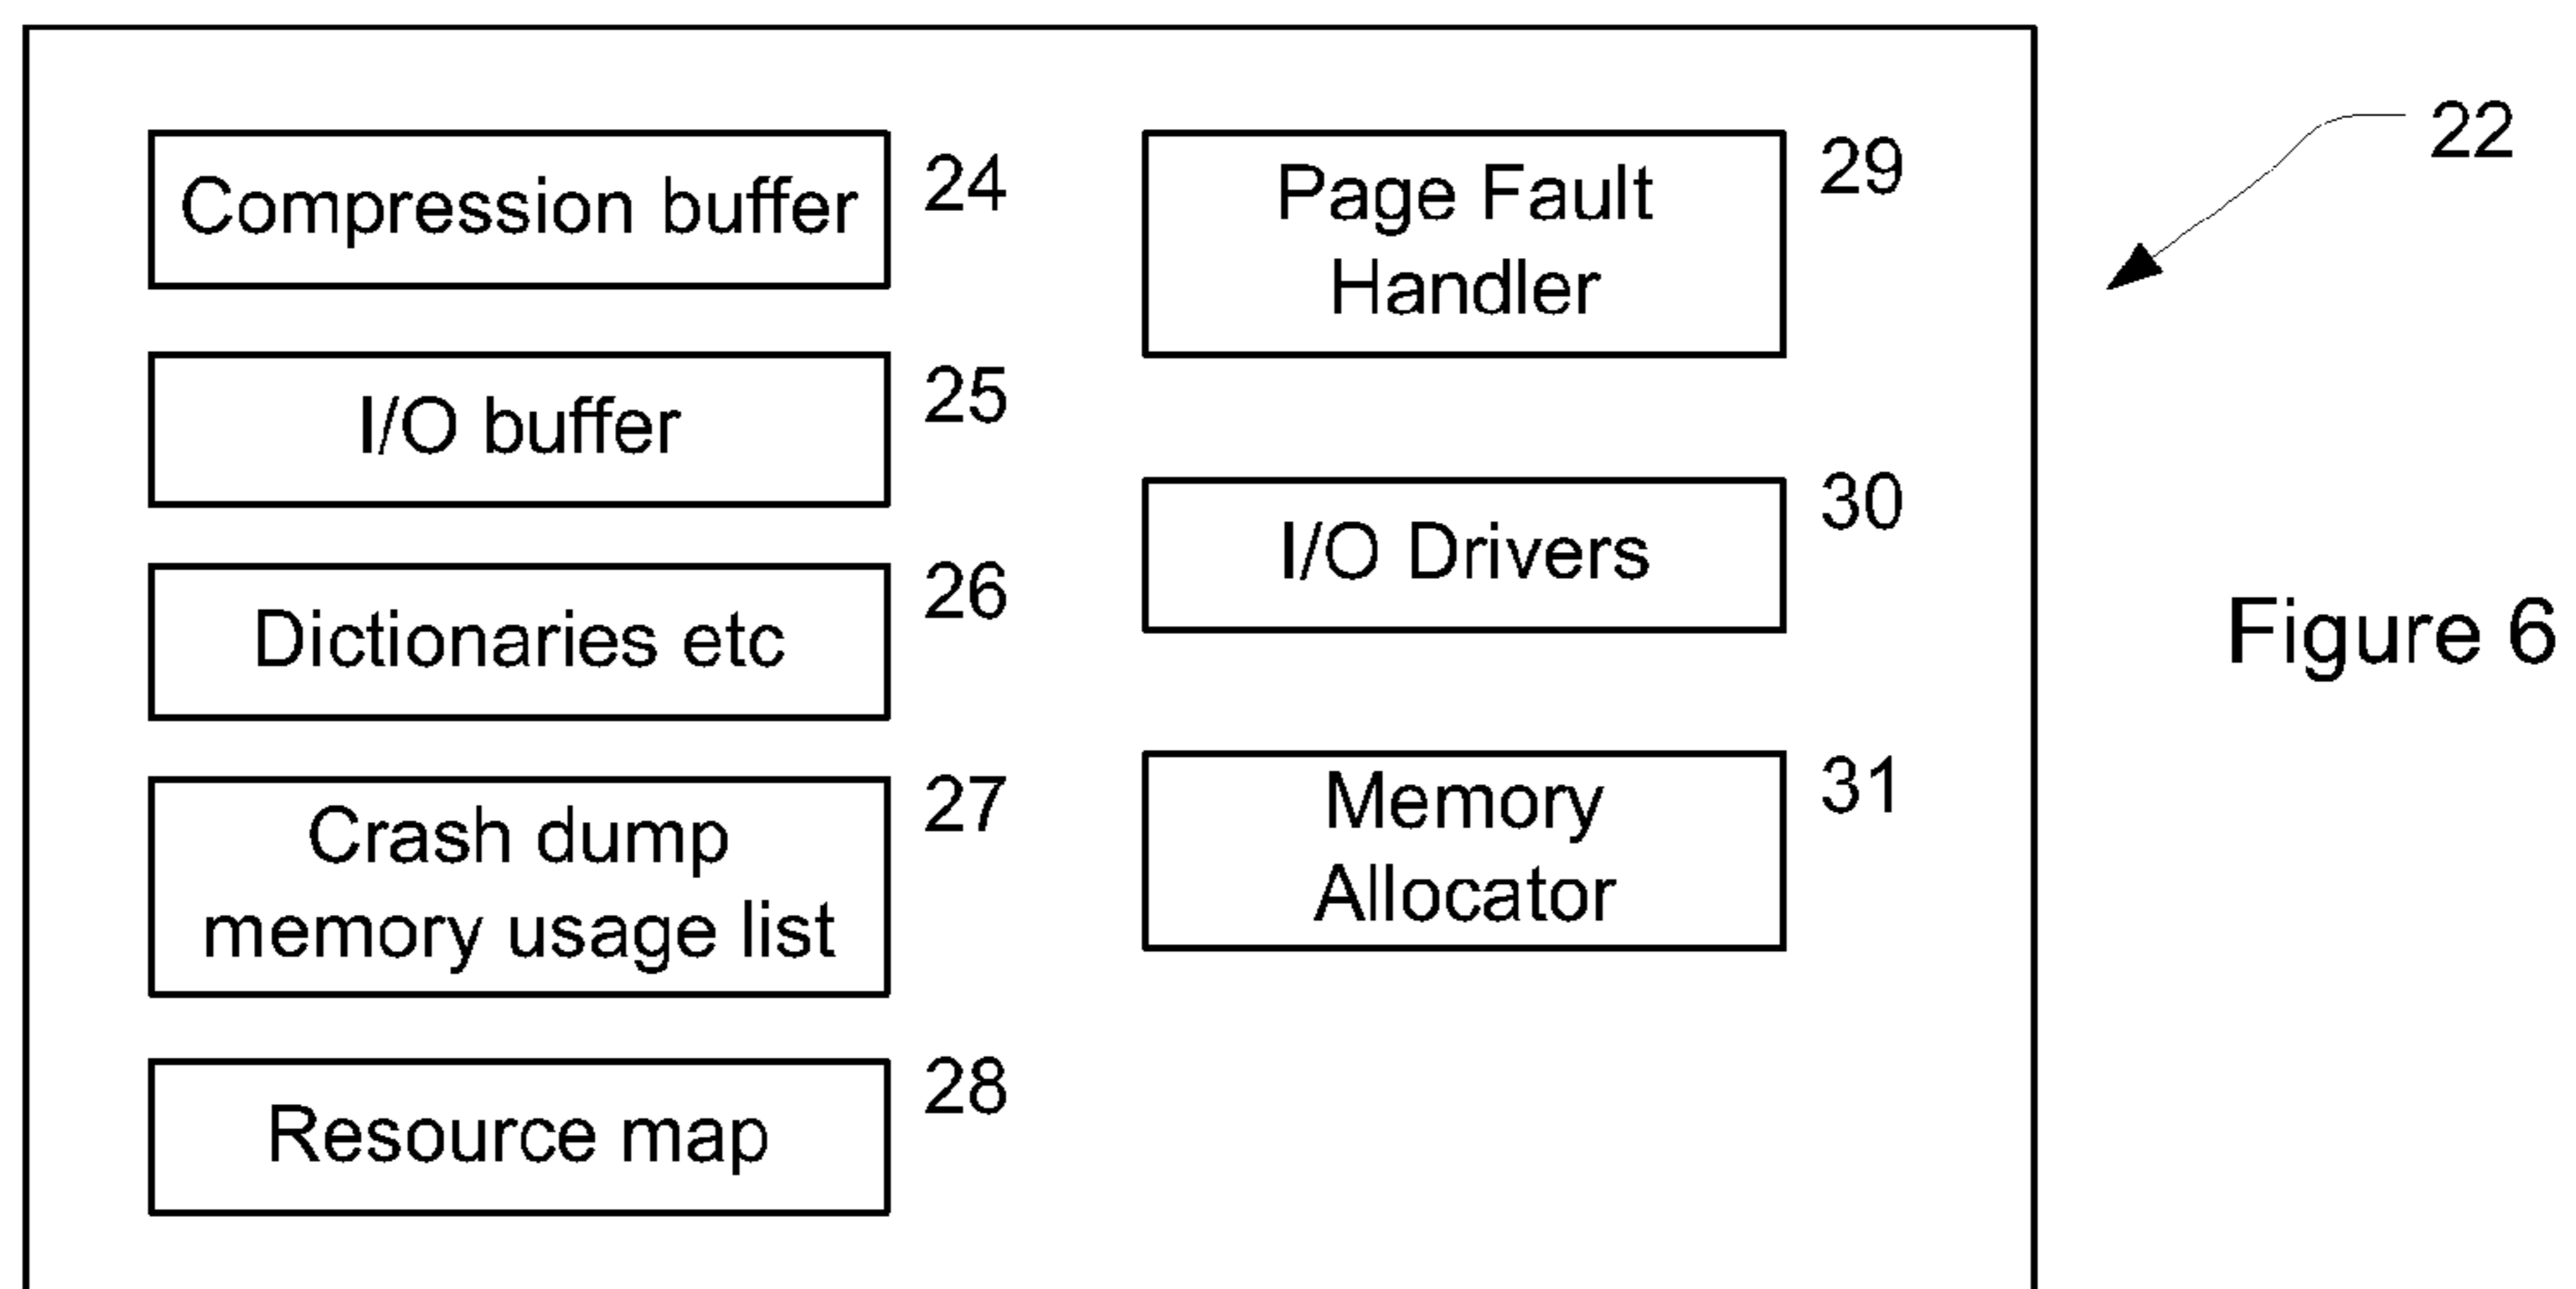 Compression buffer
24
I/O buffer
25
Dictionaries etc
26
Crash dump
memory usage list
27
Resource map
28
Page Fault
Handler
29
I/O Drivers
30
Memory
Allocator
31
22
Figure 6